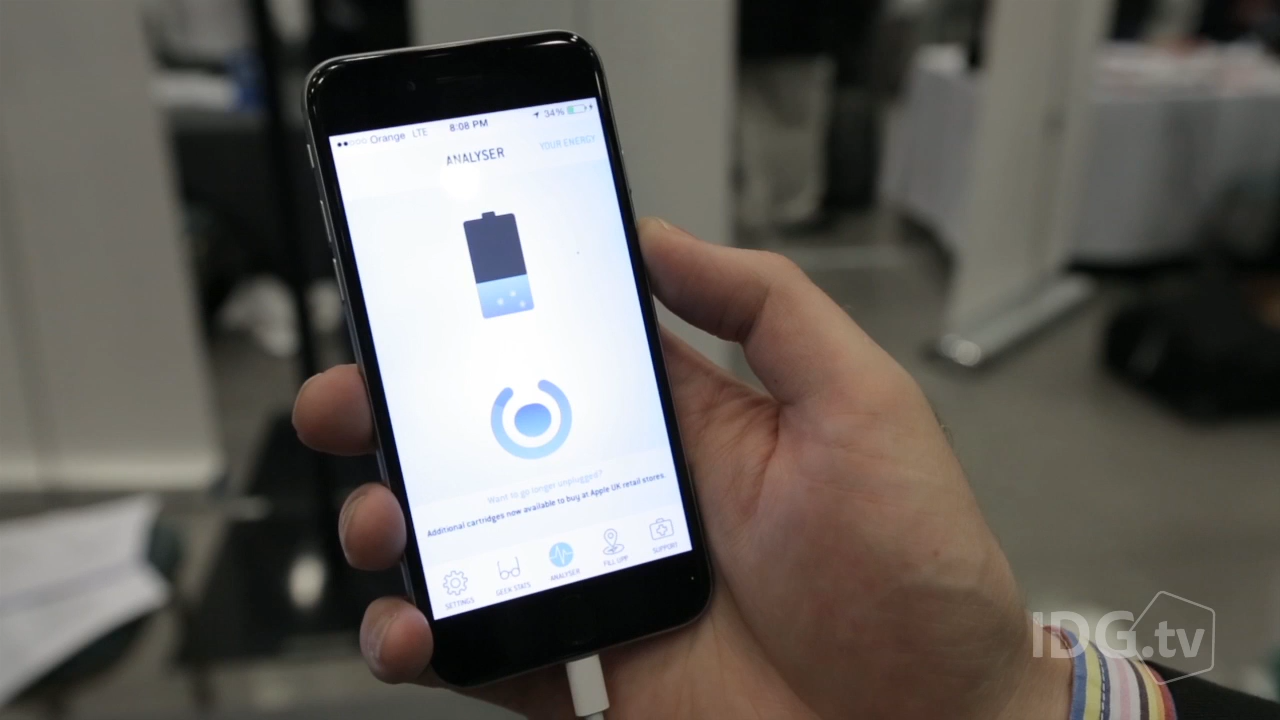 Orange LTE 8:08 PM 34%
ANALYSER YOUR ENERGY
Want to go longer unplugged?
Additional cartridges now available to buy at Apple UK retail stores.
SETTINGS GEEK STATS ANALYSER FILL UPP SUPPORT
IDG.tv